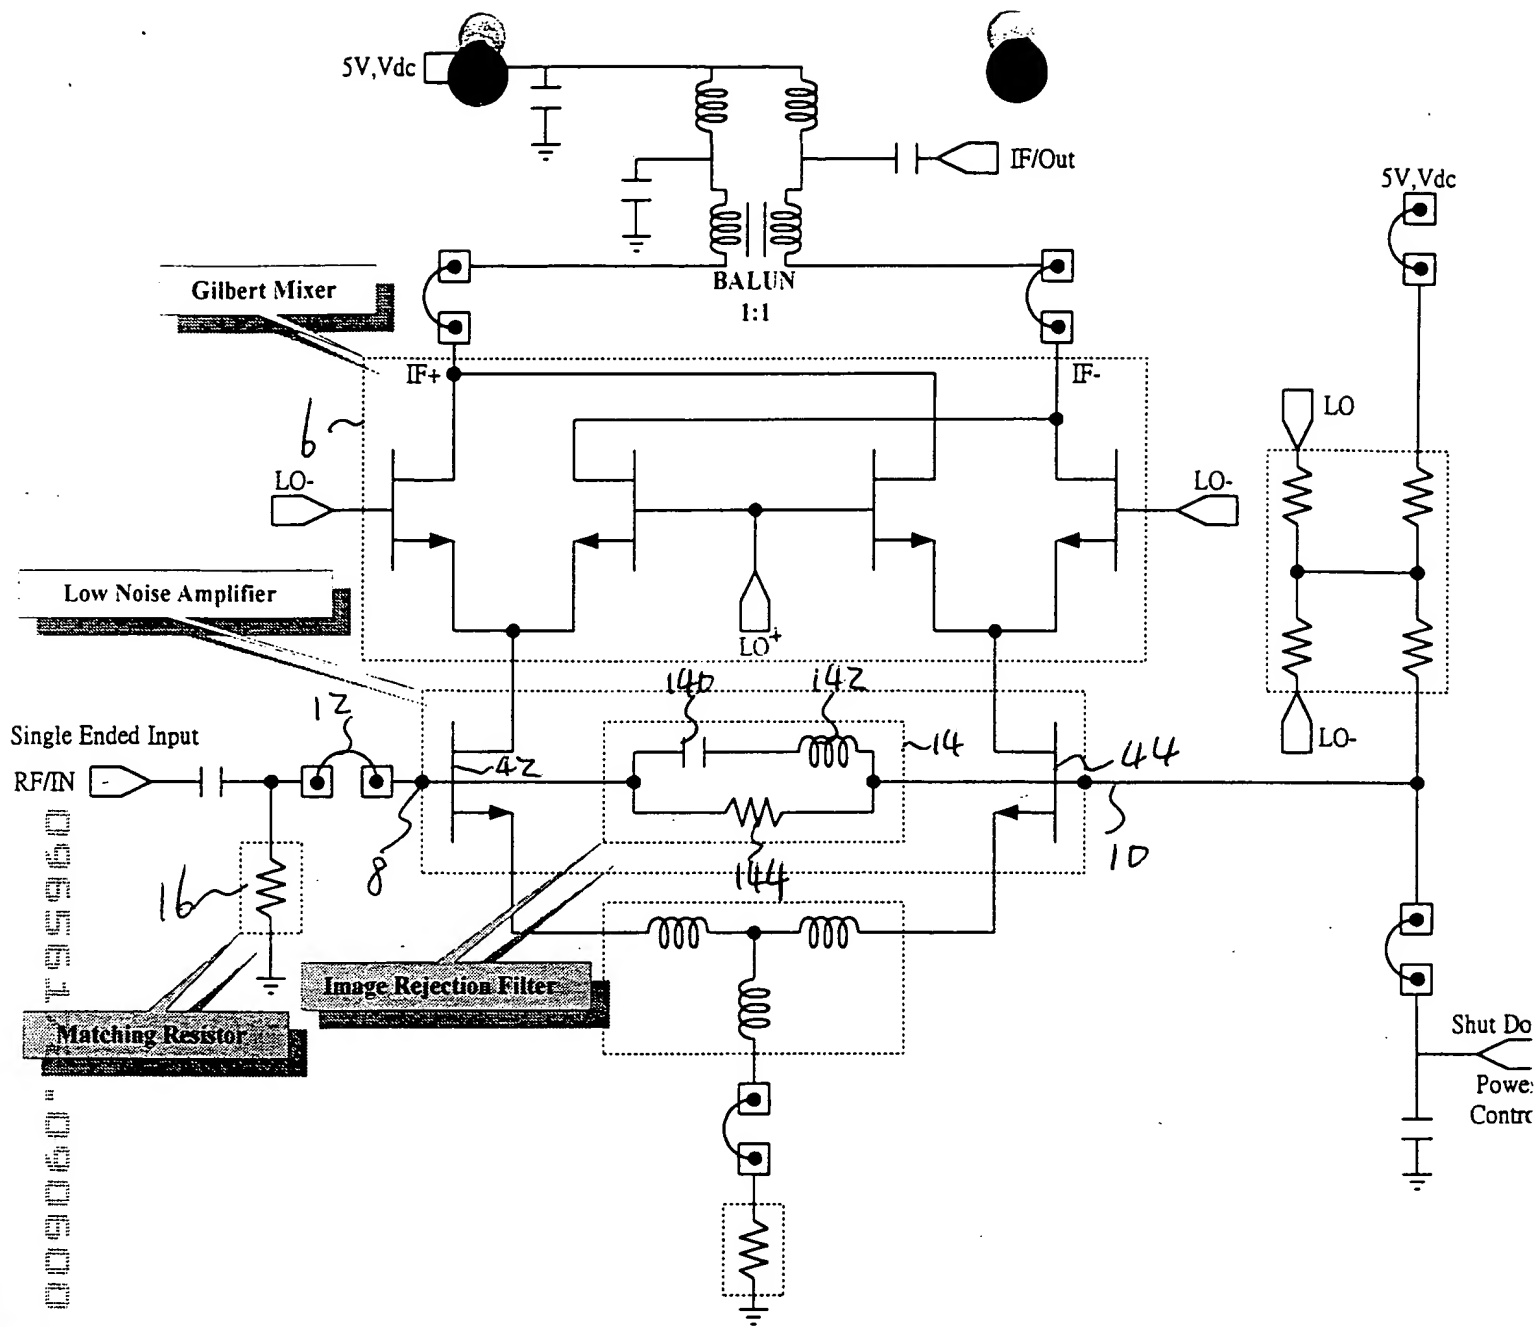 5V,Vdc
IF/Out
5V,Vdc
BALUN
1:1
Gilbert Mixer
IF+
IF-
6
LO
LO-
LO-
Low Noise Amplifier
LO+
140
142
LO-
Single Ended Input
12
14
44
RF/IN
42
8
10
144
16
Image Rejection Filter
Matching Resistor
Shut Do
Power
Contro